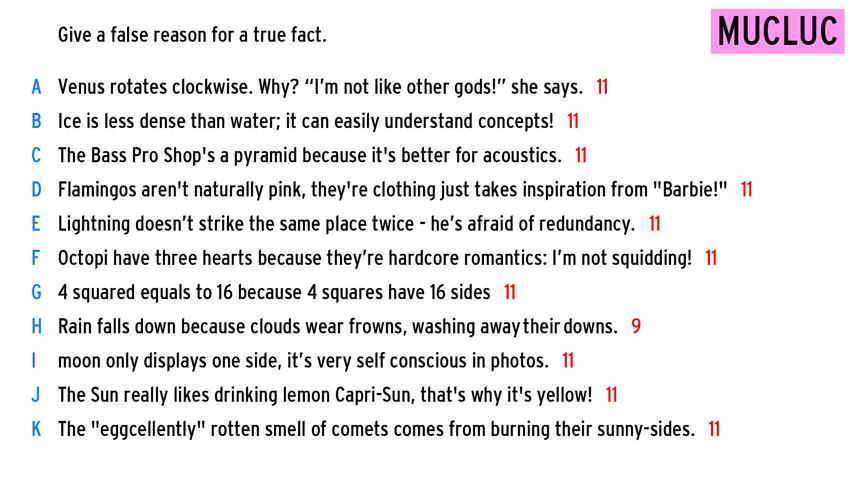 Give a false reason for a true fact.
MUCLUC
A Venus rotates clockwise. Why? “I’m not like other gods!” she says. 11
B Ice is less dense than water; it can easily understand concepts! 11
C The Bass Pro Shop's a pyramid because it's better for acoustics. 11
D Flamingos aren't naturally pink, they're clothing just takes inspiration from "Barbie!" 11
E Lightning doesn’t strike the same place twice - he’s afraid of redundancy. 11
F Octopi have three hearts because they’re hardcore romantics: I’m not squidding! 11
G 4 squared equals to 16 because 4 squares have 16 sides 11
H Rain falls down because clouds wear frowns, washing away their downs. 9
I moon only displays one side, it’s very self conscious in photos. 11
J The Sun really likes drinking lemon Capri-Sun, that's why it's yellow! 11
K The "eggcellently" rotten smell of comets comes from burning their sunny-sides. 11